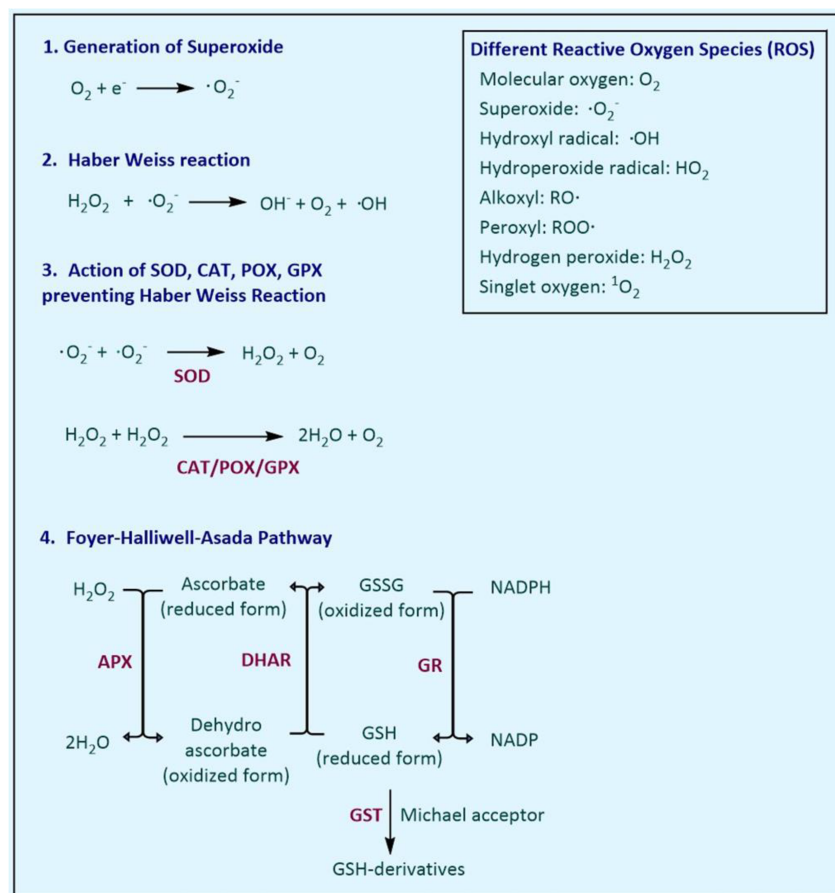 1. Generation of Superoxide
O₂ + e⁻ ⟶ ·O₂⁻
2. Haber Weiss reaction
H₂O₂ + ·O₂⁻ ⟶ OH⁻ + O₂ + ·OH
3. Action of SOD, CAT, POX, GPX
preventing Haber Weiss Reaction
·O₂⁻ + ·O₂⁻ ⟶ H₂O₂ + O₂
SOD
H₂O₂ + H₂O₂ ⟶ 2H₂O + O₂
CAT/POX/GPX
Different Reactive Oxygen Species (ROS)
Molecular oxygen: O₂
Superoxide: ·O₂⁻
Hydroxyl radical: ·OH
Hydroperoxide radical: HO₂
Alkoxyl: RO·
Peroxyl: ROO·
Hydrogen peroxide: H₂O₂
Singlet oxygen: ¹O₂
4. Foyer-Halliwell-Asada Pathway
H₂O₂
Ascorbate
(reduced form)
GSSG
(oxidized form)
NADPH
APX
DHAR
GR
2H₂O
Dehydro
ascorbate
(oxidized form)
GSH
(reduced form)
NADP
GST
Michael acceptor
GSH-derivatives